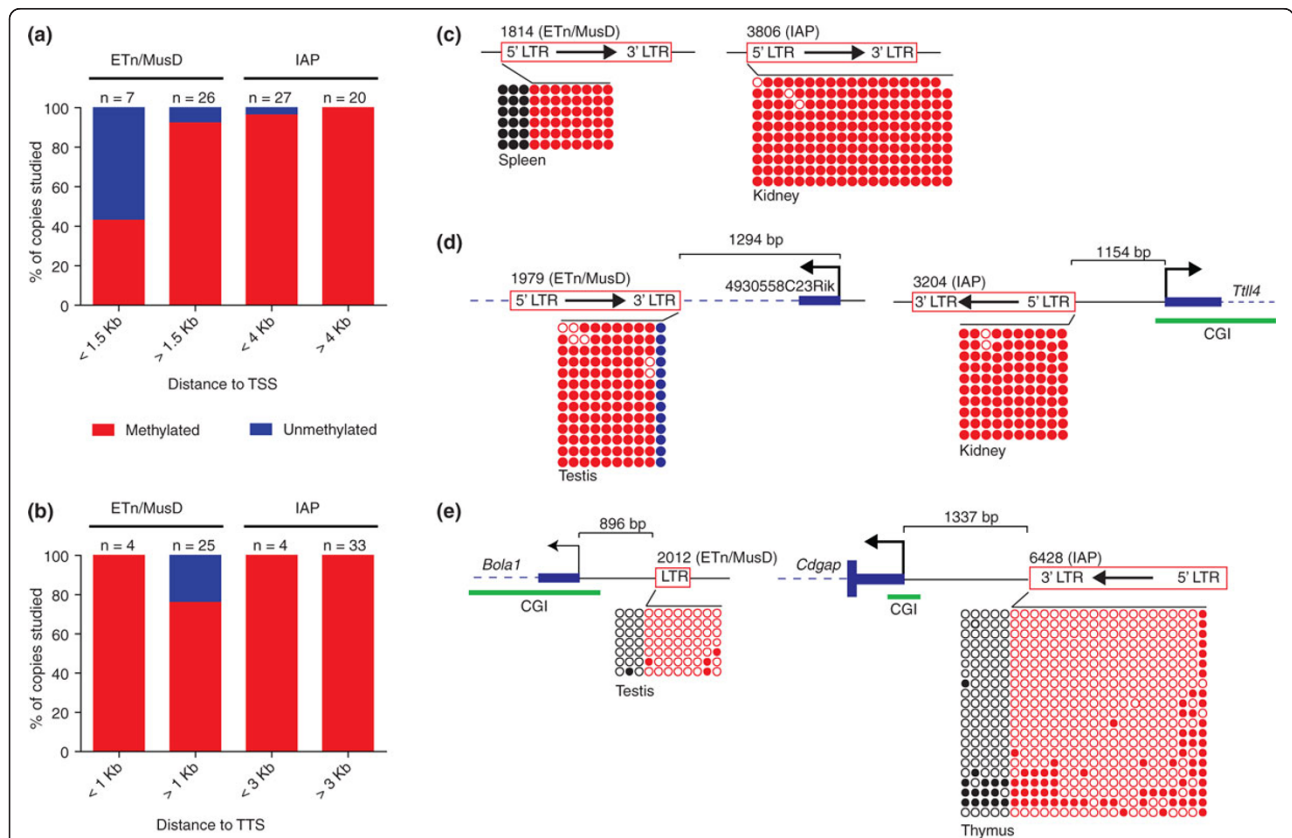 (a)
ETn/MusD IAP
n = 7 n = 26 n = 27 n = 20
% of copies studied
100
80
60
40
20
0
< 1.5 Kb > 1.5 Kb < 4 Kb > 4 Kb
Distance to TSS
Methylated Unmethylated
(b)
ETn/MusD IAP
n = 4 n = 25 n = 4 n = 33
% of copies studied
100
80
60
40
20
0
< 1 Kb > 1 Kb < 3 Kb > 3 Kb
Distance to TTS
(c)
1814 (ETn/MusD)
5' LTR 3' LTR
Spleen
3806 (IAP)
5' LTR 3' LTR
Kidney
(d)
1294 bp
1979 (ETn/MusD)
4930558C23Rik
5' LTR 3' LTR
Testis
1154 bp
3204 (IAP)
3' LTR 5' LTR
Ttll4
CGI
Kidney
(e)
896 bp
Bola1
2012 (ETn/MusD)
LTR
CGI
Testis
1337 bp
Cdgap
6428 (IAP)
3' LTR 5' LTR
CGI
Thymus